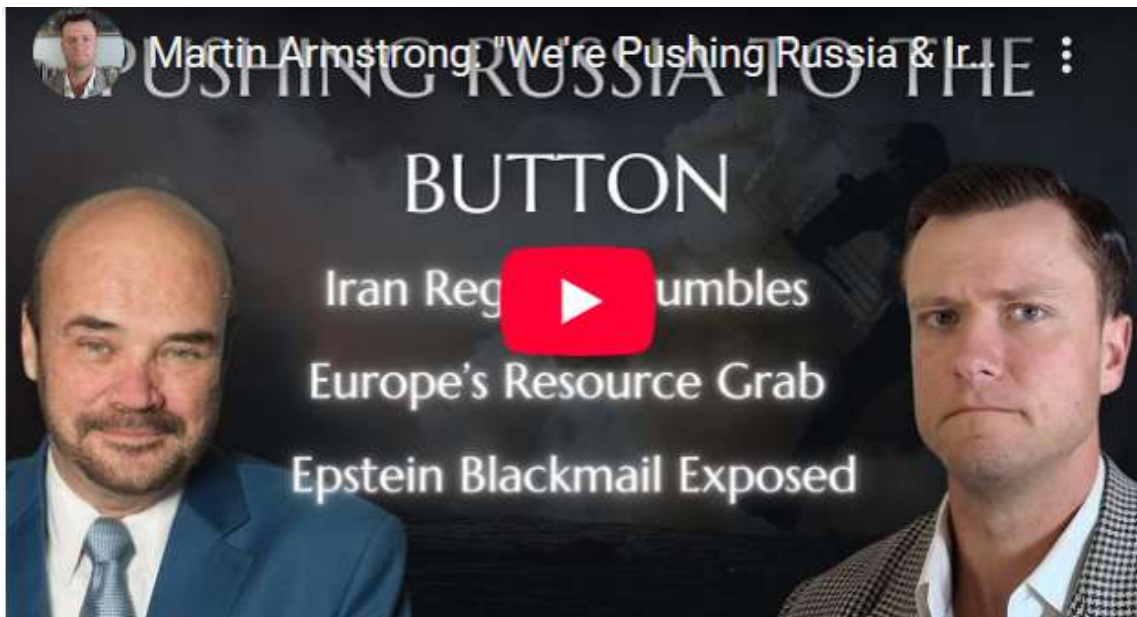 Martin Armstrong: "We're Pushing Russia & Ir...
PUSHING RUSSIA TO THE
BUTTON
Iran Reg umbles
Europe's Resource Grab
Epstein Blackmail Exposed